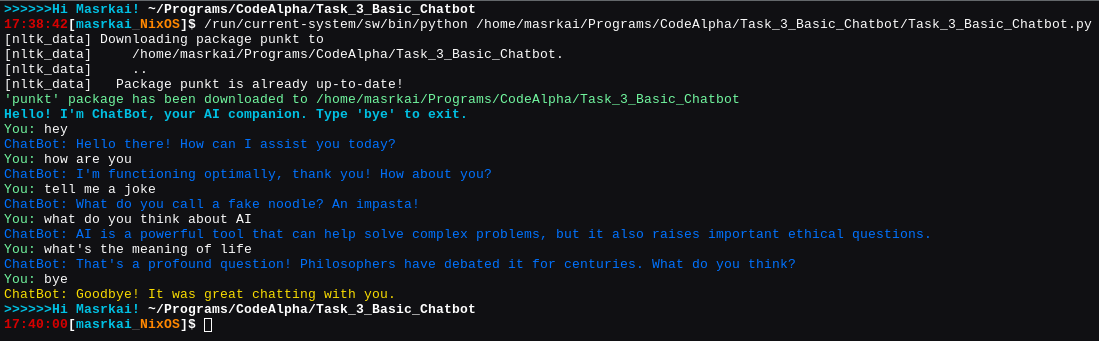 >>>>>>Hi Masrkai! ~/Programs/CodeAlpha/Task_3_Basic_Chatbot
17:38:42[masrkai_NixOS]$ /run/current-system/sw/bin/python /home/masrkai/Programs/CodeAlpha/Task_3_Basic_Chatbot/Task_3_Basic_Chatbot.py
[nltk_data] Downloading package punkt to
[nltk_data]     /home/masrkai/Programs/CodeAlpha/Task_3_Basic_Chatbot.
[nltk_data]     ..
[nltk_data]   Package punkt is already up-to-date!
'punkt' package has been downloaded to /home/masrkai/Programs/CodeAlpha/Task_3_Basic_Chatbot
Hello! I'm ChatBot, your AI companion. Type 'bye' to exit.
You: hey
ChatBot: Hello there! How can I assist you today?
You: how are you
ChatBot: I'm functioning optimally, thank you! How about you?
You: tell me a joke
ChatBot: What do you call a fake noodle? An impasta!
You: what do you think about AI
ChatBot: AI is a powerful tool that can help solve complex problems, but it also raises important ethical questions.
You: what's the meaning of life
ChatBot: That's a profound question! Philosophers have debated it for centuries. What do you think?
You: bye
ChatBot: Goodbye! It was great chatting with you.
>>>>>>Hi Masrkai! ~/Programs/CodeAlpha/Task_3_Basic_Chatbot
17:40:00[masrkai_NixOS]$